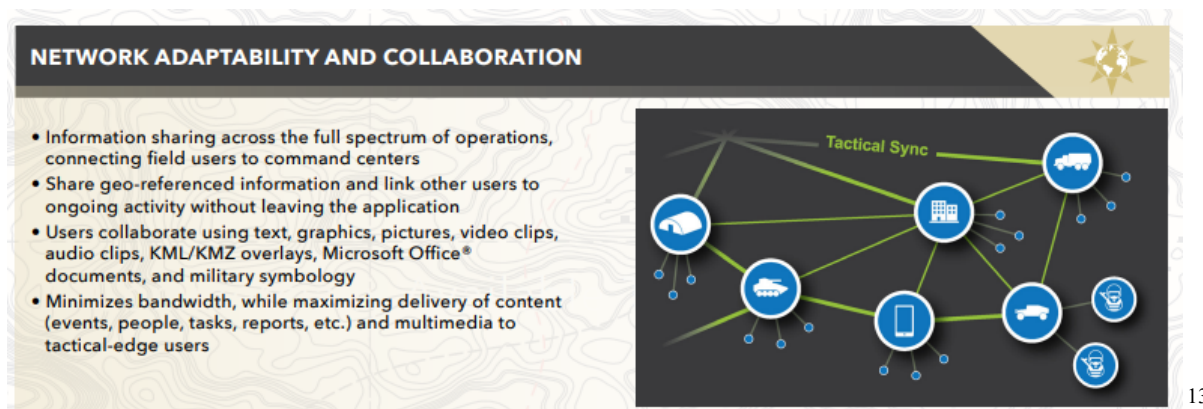 NETWORK ADAPTABILITY AND COLLABORATION
• Information sharing across the full spectrum of operations,
connecting field users to command centers
• Share geo-referenced information and link other users to
ongoing activity without leaving the application
• Users collaborate using text, graphics, pictures, video clips,
audio clips, KML/KMZ overlays, Microsoft Office®
documents, and military symbology
• Minimizes bandwidth, while maximizing delivery of content
(events, people, tasks, reports, etc.) and multimedia to
tactical-edge users
Tactical Sync
13